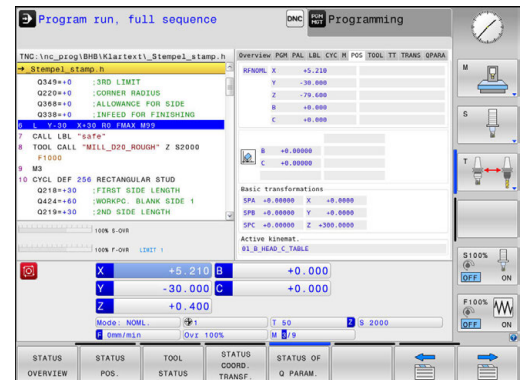 Program run, full sequence
DNC
PGM MGT
Programming
TNC:\nc_prog\BHB\Klartext\_Stempel_stamp.h
→_Stempel_stamp.h
Q349=+0 ;3RD LIMIT
Q220=+0 ;CORNER RADIUS
Q368=+0 ;ALLOWANCE FOR SIDE
Q338=+0 ;INFEED FOR FINISHING
6 L Y-30 X+30 R0 FMAX M99
7 CALL LBL "safe"
8 TOOL CALL "MILL_D20_ROUGH" Z S2000
F1000
9 M3
10 CYCL DEF 256 RECTANGULAR STUD
Q218=+30 ;FIRST SIDE LENGTH
Q424=+60 ;WORKPC. BLANK SIDE 1
Q219=+30 ;2ND SIDE LENGTH
100% S-OVR
100% F-OVR LIMIT 1
Overview PGM PAL LBL CYC M POS TOOL TT TRANS QPARA
RFNOML X +5.210
Y -30.000
Z -79.600
B +0.000
C +0.000
B +0.00000
C +0.00000
Basic transformations
SPA +0.00000 X +0.0000
SPB +0.00000 Y +0.0000
SPC +0.00000 Z +300.0000
Active kinemat.
01_B_HEAD_C_TABLE
X +5.210 B +0.000
Y -30.000 C +0.000
Z +0.400
Mode: NOML. 1 T 50 Z S 2000
F 0mm/min Ovr 100% M 5/9
M
S
T
S100%
OFF ON
F100%
OFF ON
STATUS OVERVIEW
STATUS POS.
TOOL STATUS
STATUS COORD. TRANSF.
STATUS OF Q PARAM.